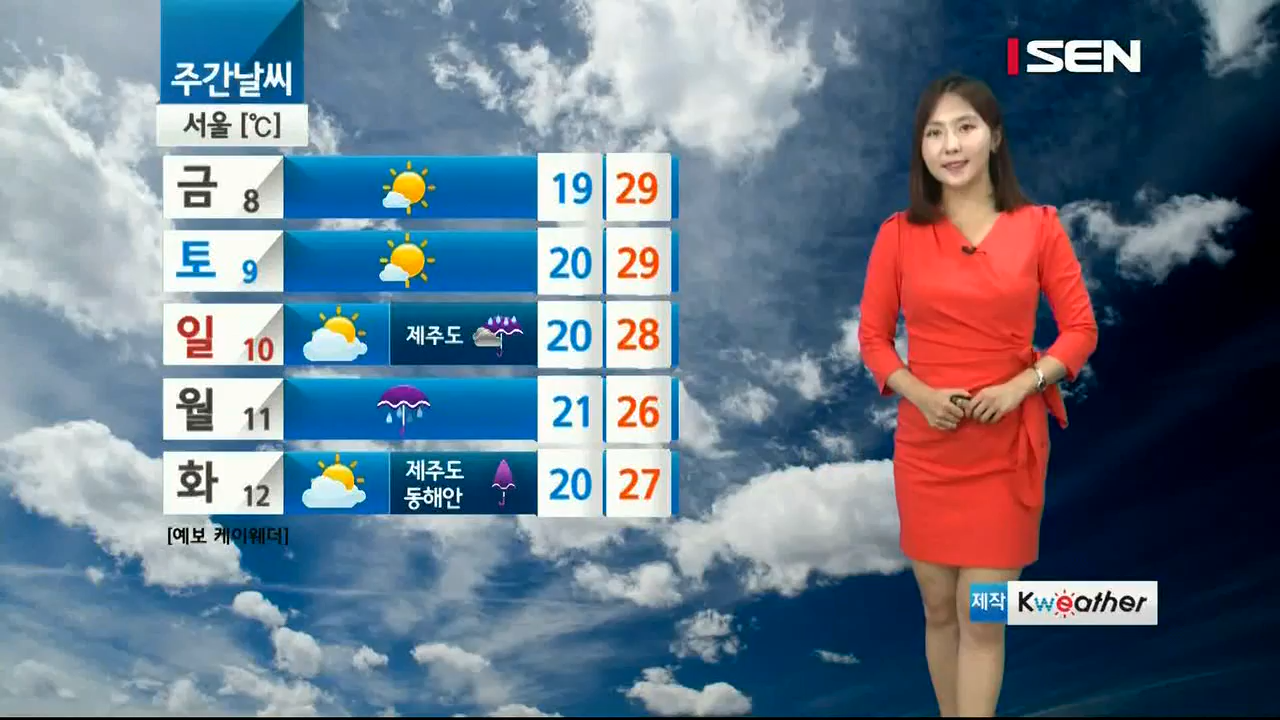 주간날씨
서울 [℃]
금 8 19 29
토 9 20 29
일 10 제주도 20 28
월 11 21 26
화 12 제주도 동해안 20 27
[예보 케이웨더]
SEN
제작 Kweather